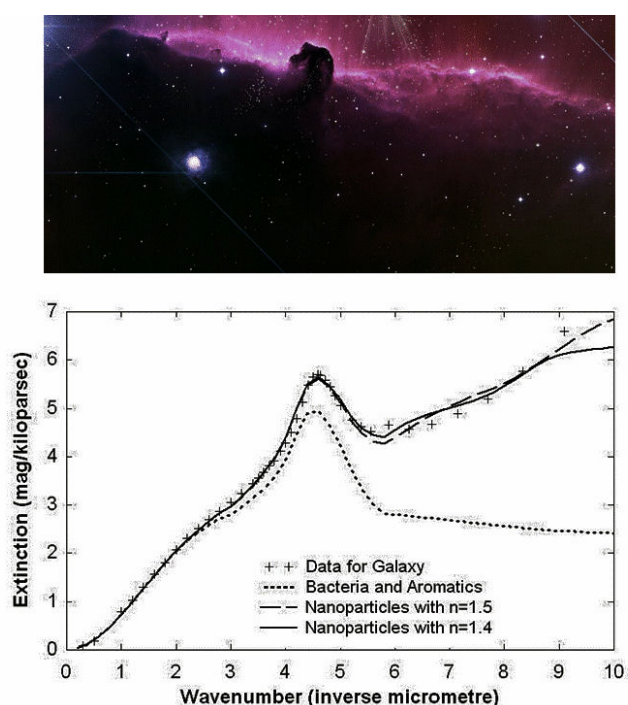 7
6
5
4
3
2
1
0
Extinction (mag/kiloparsec)
Data for Galaxy
Bacteria and Aromatics
Nanoparticles with n=1.5
Nanoparticles with n=1.4
0 1 2 3 4 5 6 7 8 9 10
Wavenumber (inverse micrometre)